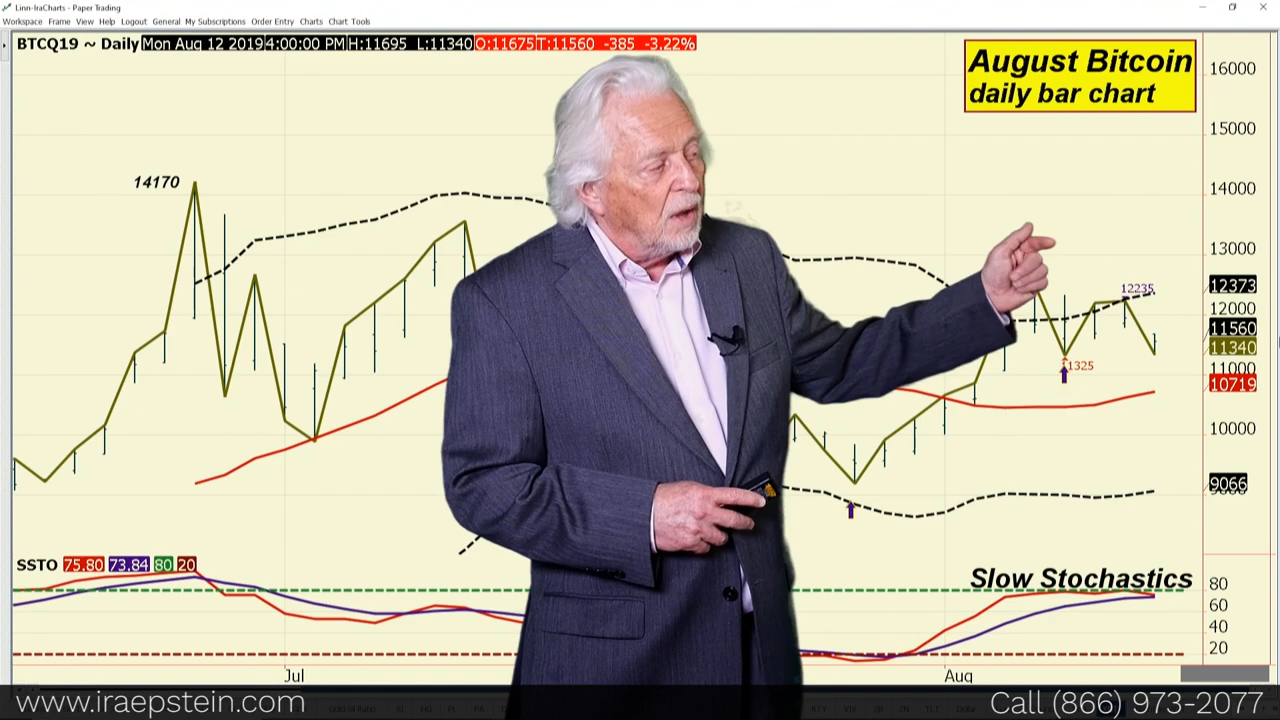 Linn-IraCharts - Paper Trading
Workspace Frame View Help Logout Account General My Subscriptions Order Entry Charts Chart Tools
BTCQ19 ~ Daily Mon Aug 12 2019 4:00:00 PM H:11695 L:11340 O:11675 T:11560 -385 -3.22%
August Bitcoin
daily bar chart
16000
15000
14170
14000
13000
12373
12235
12000
11560
11340
1325
11000
10719
10000
9066
SSTO 75.80 73.84 80 20
Slow Stochastics
80
60
40
20
Jul
Aug
www.iraepstein.com
Call (866) 973-2077